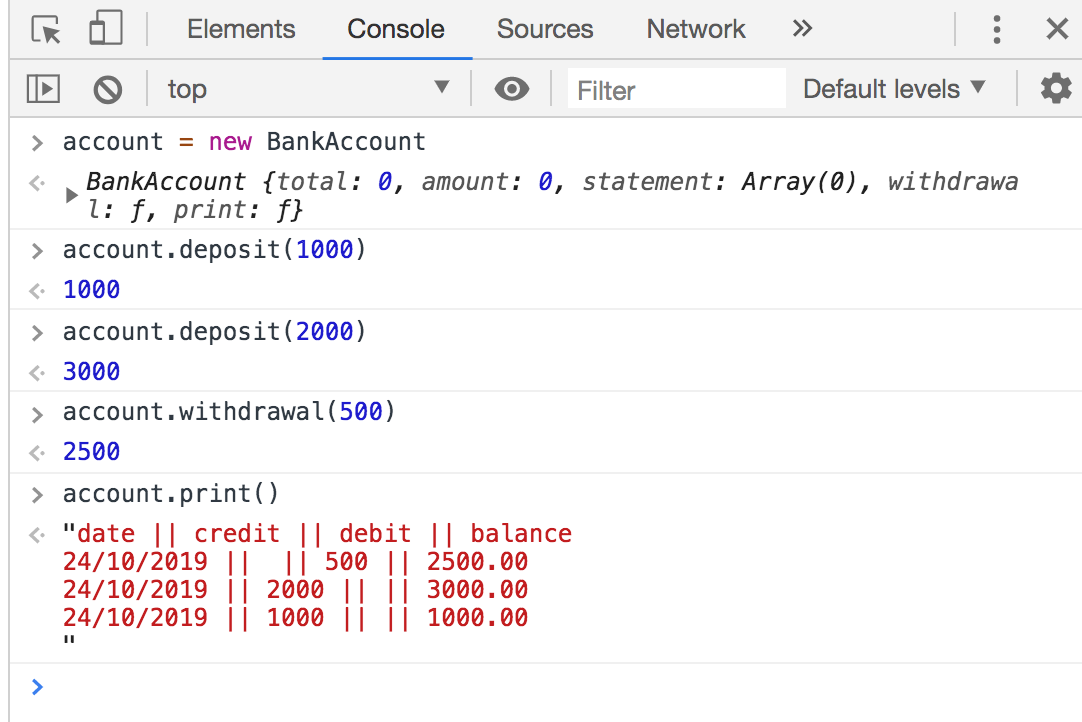 Elements Console Sources Network »
top ▼ Filter Default levels ▼
> account = new BankAccount
BankAccount {total: 0, amount: 0, statement: Array(0), withdrawa
l: ƒ, print: ƒ}
> account.deposit(1000)
1000
> account.deposit(2000)
3000
> account.withdrawal(500)
2500
> account.print()
"date || credit || debit || balance
24/10/2019 ||  || 500 || 2500.00
24/10/2019 || 2000 || || 3000.00
24/10/2019 || 1000 || || 1000.00
"
>